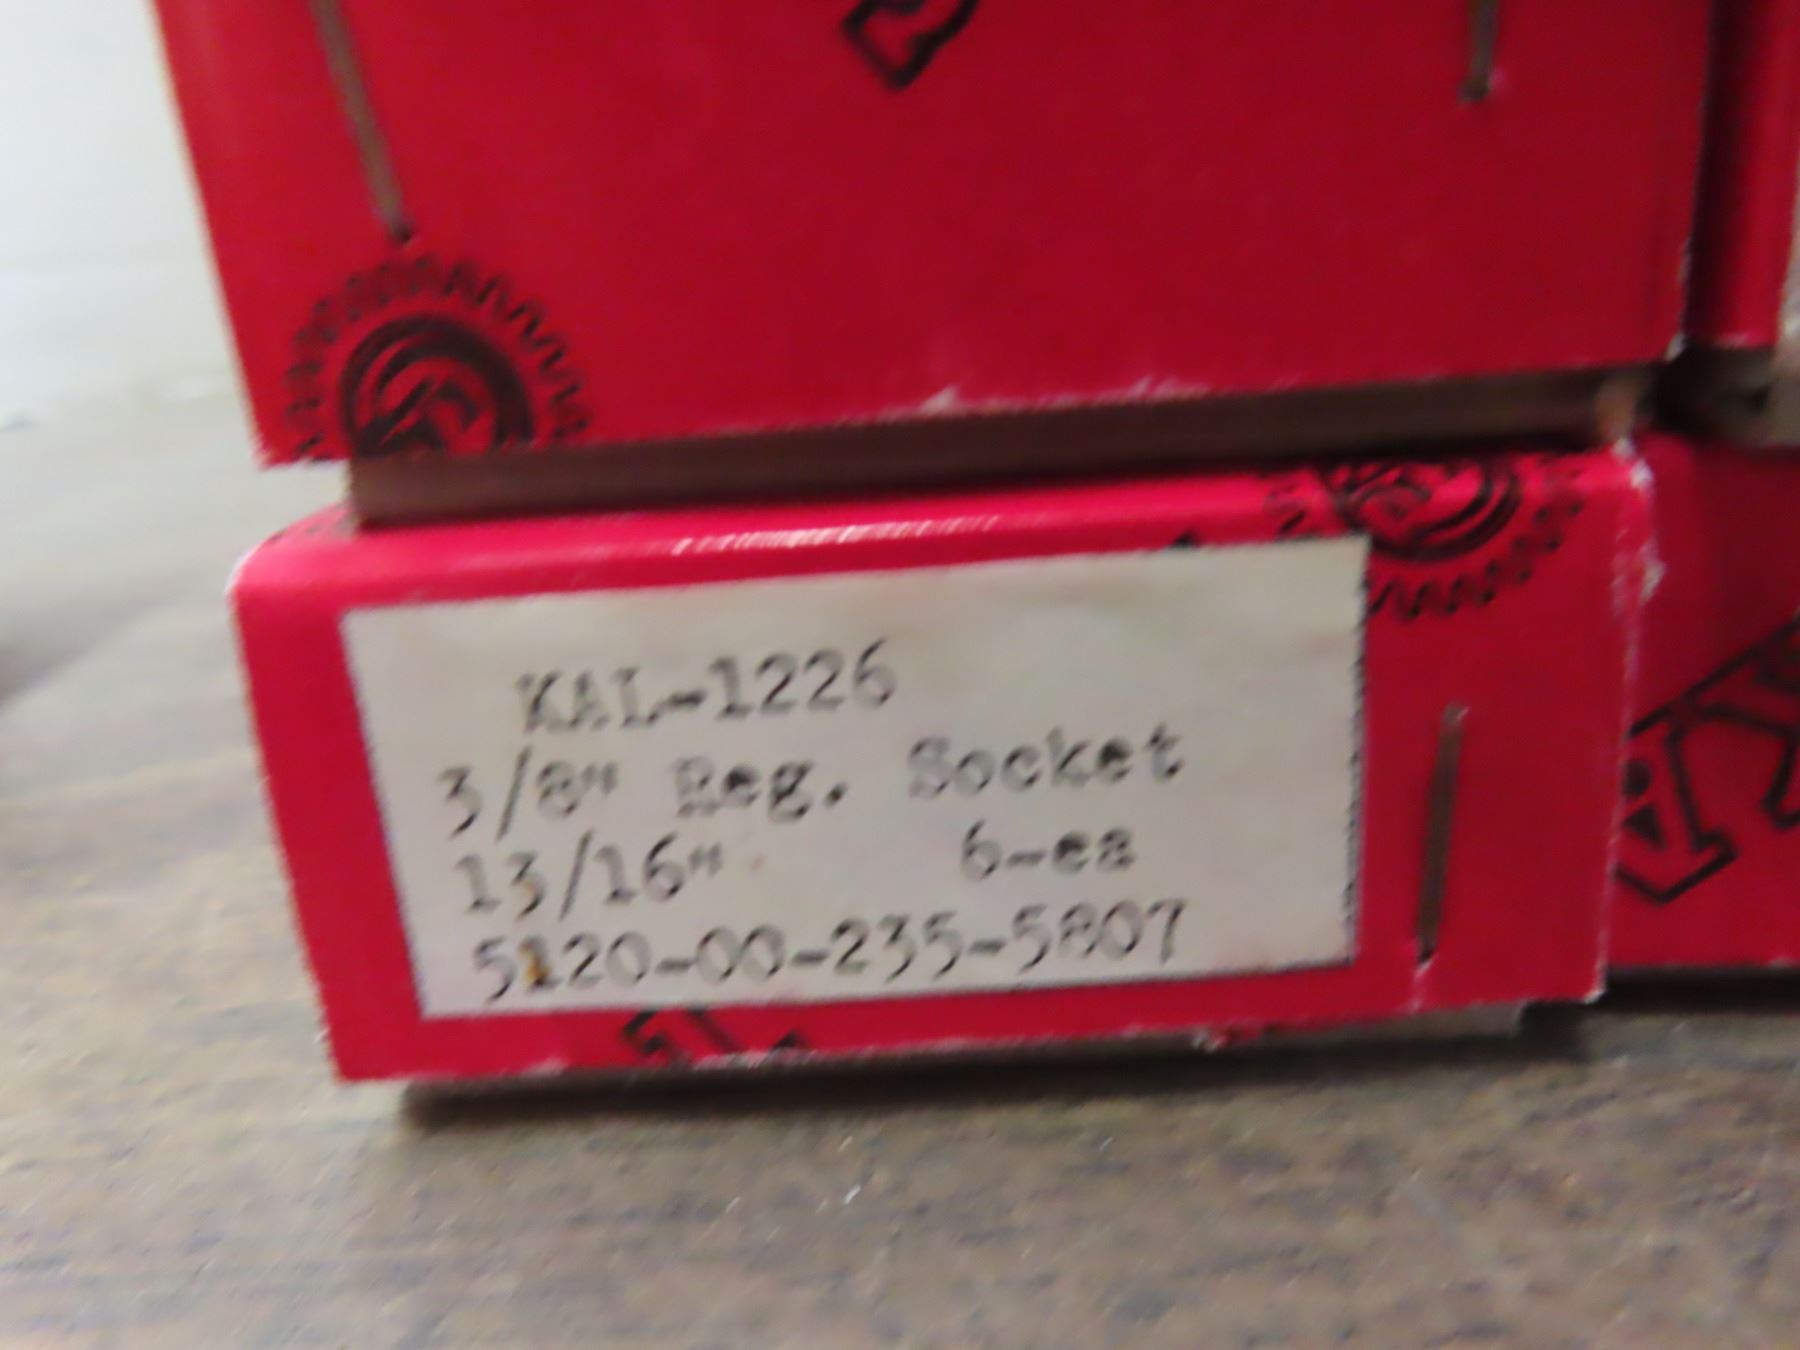 KAL-1226
3/8" Reg. Socket
13/16" 6-ea
5120-00-235-5807